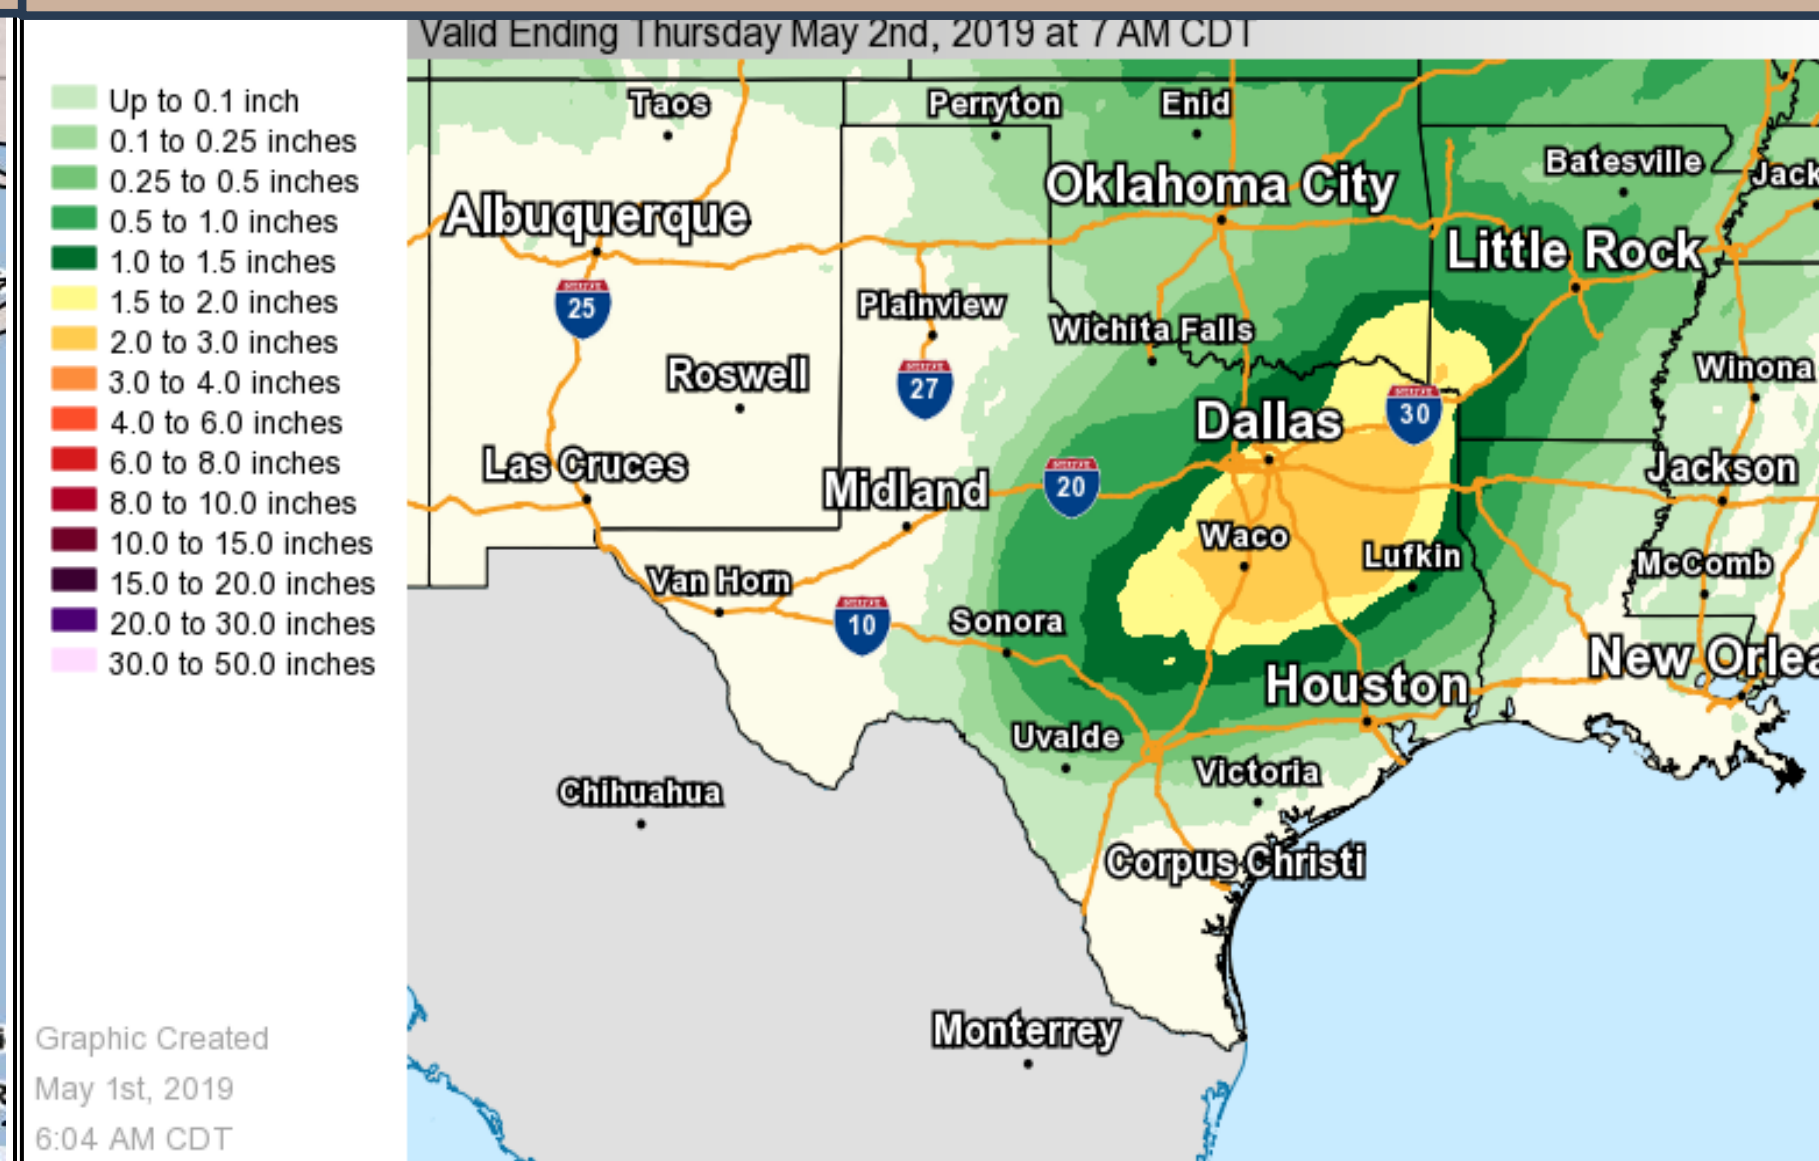 Valid Ending Thursday May 2nd, 2019 at 7 AM CDT
Up to 0.1 inch
0.1 to 0.25 inches
0.25 to 0.5 inches
0.5 to 1.0 inches
1.0 to 1.5 inches
1.5 to 2.0 inches
2.0 to 3.0 inches
3.0 to 4.0 inches
4.0 to 6.0 inches
6.0 to 8.0 inches
8.0 to 10.0 inches
10.0 to 15.0 inches
15.0 to 20.0 inches
20.0 to 30.0 inches
30.0 to 50.0 inches
Graphic Created
May 1st, 2019
6:04 AM CDT
Taos
Perryton
Enid
Batesville
Jack
Oklahoma City
Albuquerque
Little Rock
25
Plainview
Wichita Falls
Roswell
27
Winona
30
Dallas
Las Cruces
Midland
20
Jackson
Waco
Lufkin
McComb
Van Horn
10
Sonora
New Orlea
Houston
Uvalde
Victoria
Chihuahua
Corpus Christi
Monterrey